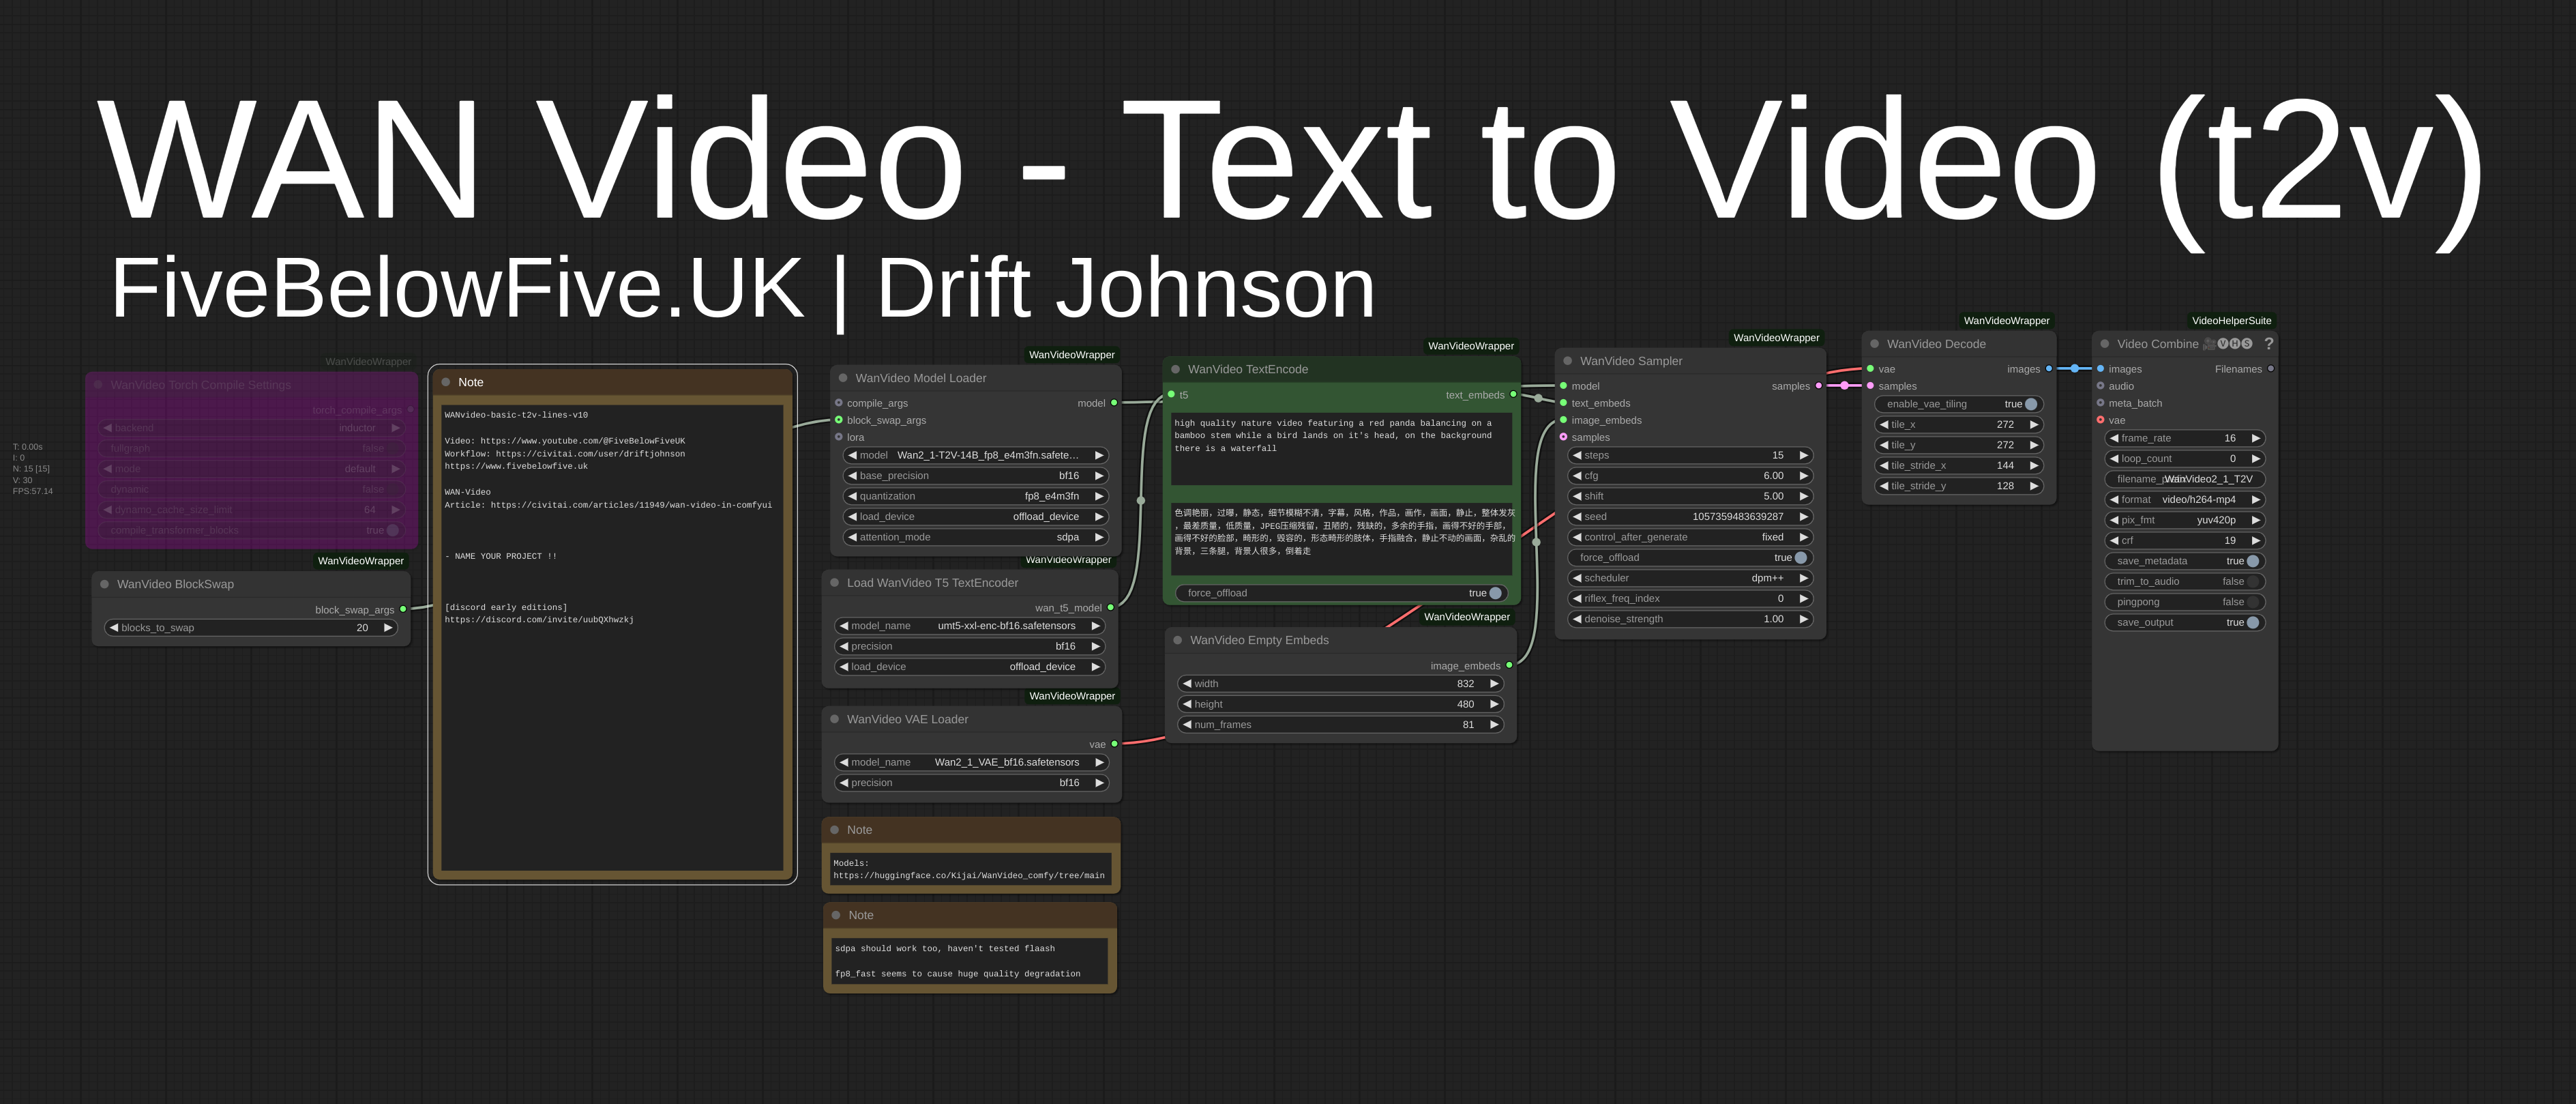 WAN Video - Text to Video (t2v)
FiveBelowFive.UK | Drift Johnson
T: 0.00s
I: 0
N: 15 [15]
V: 30
FPS:57.14
WanVideoWrapper
WanVideo Torch Compile Settings
torch_compile_args
backend inductor
fullgraph false
mode default
dynamic false
dynamo_cache_size_limit 64
compile_transformer_blocks true
WanVideoWrapper
WanVideo BlockSwap
block_swap_args
blocks_to_swap 20
Note
WANvideo-basic-t2v-lines-v10
Video: https://www.youtube.com/@FiveBelowFiveUK
Workflow: https://civitai.com/user/driftjohnson
https://www.fivebelowfive.uk
WAN-Video
Article: https://civitai.com/articles/11949/wan-video-in-comfyui
- NAME YOUR PROJECT !!
[discord early editions]
https://discord.com/invite/uubQXhwzkj
WanVideoWrapper
WanVideo Model Loader
compile_args model
block_swap_args
lora
model Wan2_1-T2V-14B_fp8_e4m3fn.safete...
base_precision bf16
quantization fp8_e4m3fn
load_device offload_device
attention_mode sdpa
WanVideoWrapper
Load WanVideo T5 TextEncoder
wan_t5_model
model_name umt5-xxl-enc-bf16.safetensors
precision bf16
load_device offload_device
WanVideoWrapper
WanVideo VAE Loader
vae
model_name Wan2_1_VAE_bf16.safetensors
precision bf16
Note
Models:
https://huggingface.co/Kijai/WanVideo_comfy/tree/main
Note
sdpa should work too, haven't tested flaash
fp8_fast seems to cause huge quality degradation
WanVideoWrapper
WanVideo TextEncode
t5 text_embeds
high quality nature video featuring a red panda balancing on a
bamboo stem while a bird lands on it's head, on the background
there is a waterfall
色调艳丽，过曝，静态，细节模糊不清，字幕，风格，作品，画作，画面，静止，整体发灰
，最差质量，低质量，JPEG压缩残留，丑陋的，残缺的，多余的手指，画得不好的手部，
画得不好的脸部，畸形的，毁容的，形态畸形的肢体，手指融合，静止不动的画面，杂乱的
背景，三条腿，背景人很多，倒着走
force_offload true
WanVideoWrapper
WanVideo Empty Embeds
image_embeds
width 832
height 480
num_frames 81
WanVideoWrapper
WanVideo Sampler
model samples
text_embeds
image_embeds
samples
steps 15
cfg 6.00
shift 5.00
seed 1057359483639287
control_after_generate fixed
force_offload true
scheduler dpm++
riflex_freq_index 0
denoise_strength 1.00
WanVideoWrapper
WanVideo Decode
vae images
samples
enable_vae_tiling true
tile_x 272
tile_y 272
tile_stride_x 144
tile_stride_y 128
VideoHelperSuite
Video Combine 🎥🅥🅗🅢 ?
images Filenames
audio
meta_batch
vae
frame_rate 16
loop_count 0
WanVideo2_1_T2V
format video/h264-mp4
pix_fmt yuv420p
crf 19
save_metadata true
trim_to_audio false
pingpong false
save_output true